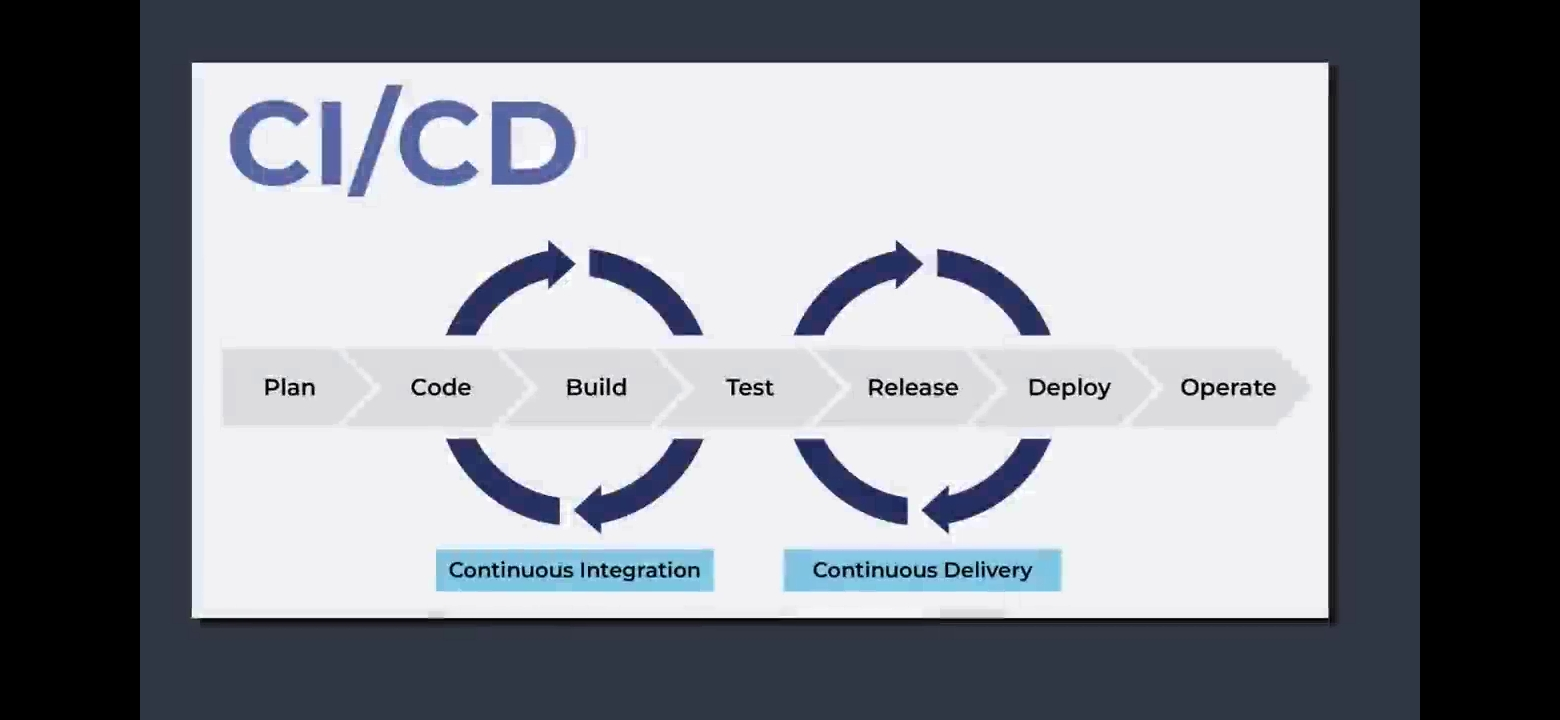 CI/CD
Plan Code Build Test Release Deploy Operate
Continuous Integration Continuous Delivery